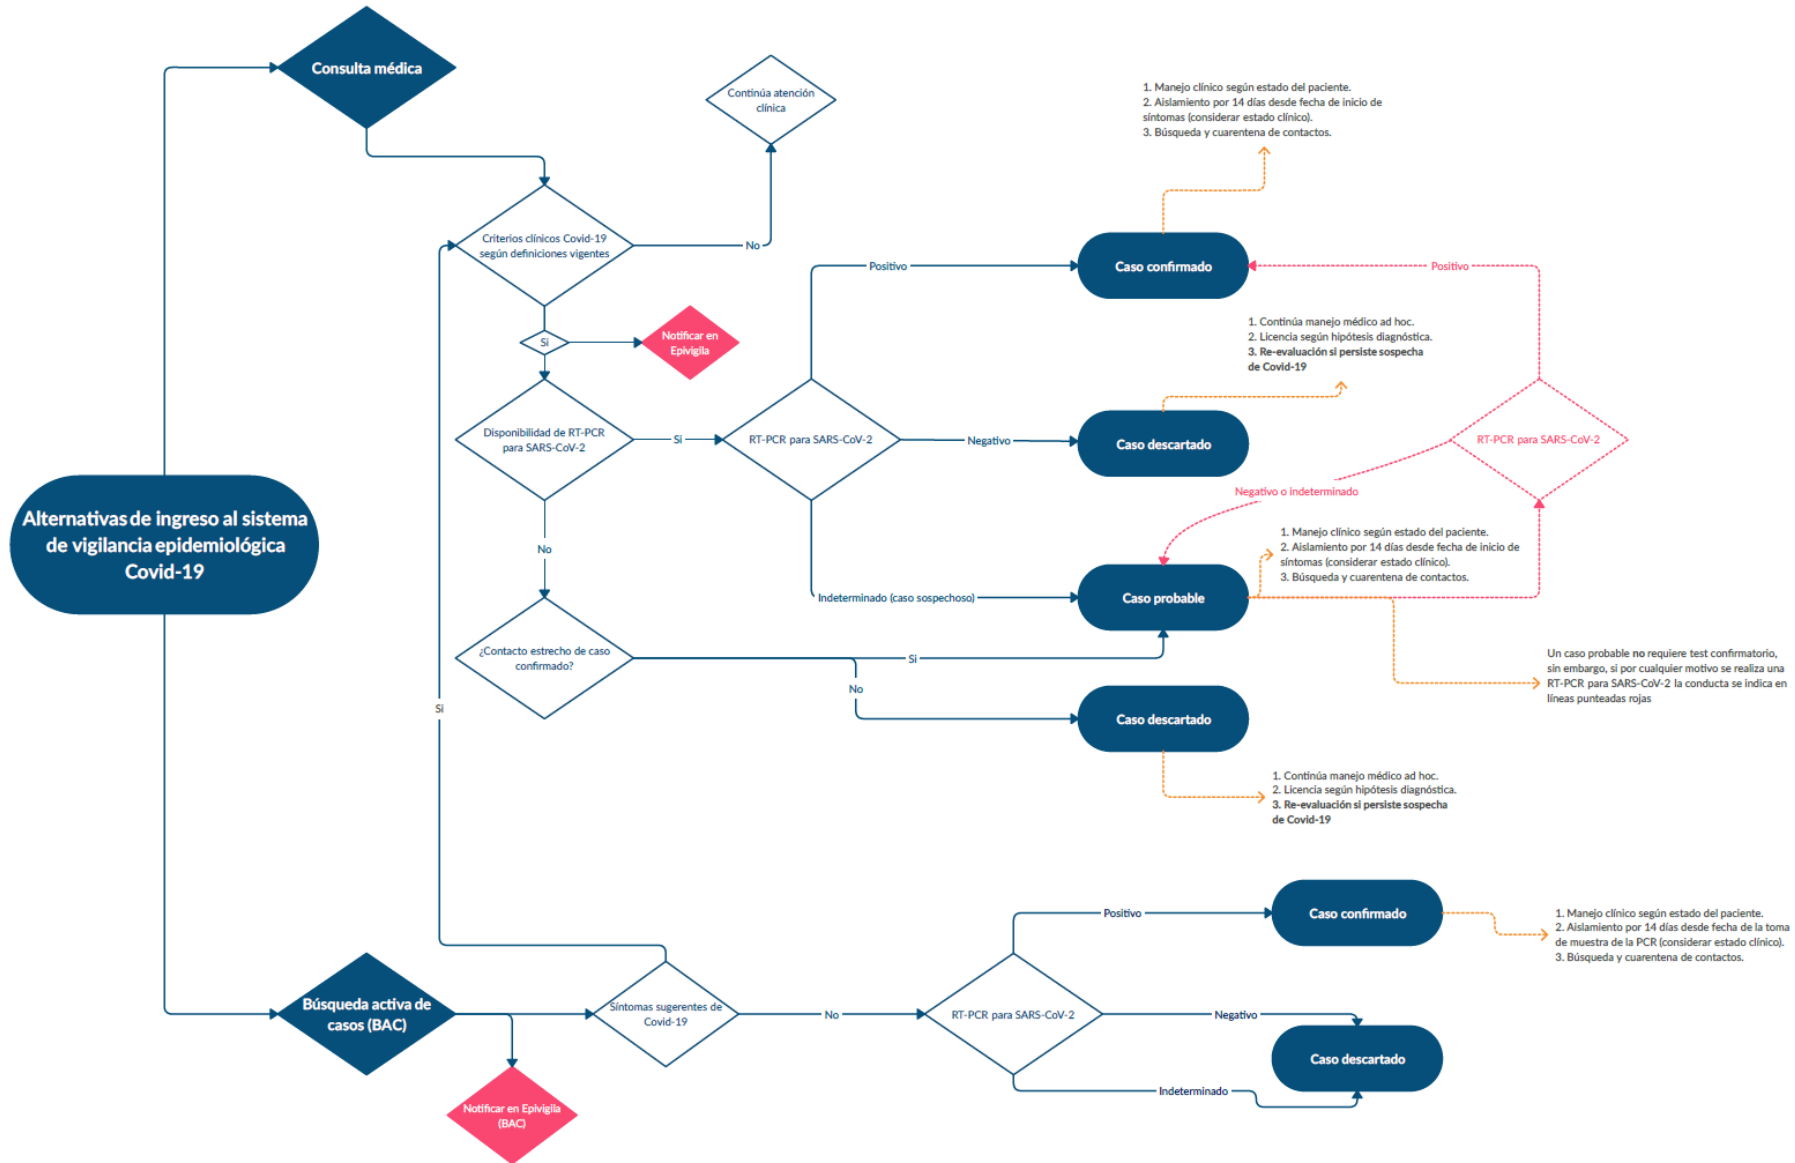 Consulta médica
Continúa atención
clínica
1. Manejo clínico según estado del paciente.
2. Aislamiento por 14 días desde fecha de inicio de
síntomas (considerar estado clínico).
3. Búsqueda y cuarentena de contactos.
Criterios clínicos Covid-19
según definiciones vigentes
No
Positivo
Caso confirmado
Positivo
Si
Notificar en
Epivigila
1. Continúa manejo médico ad hoc.
2. Licencia según hipótesis diagnóstica.
3. Re-evaluación si persiste sospecha
de Covid-19
Disponibilidad de RT-PCR
para SARS-CoV-2
Si
RT-PCR para SARS-CoV-2
Negativo
Caso descartado
RT-PCR para SARS-CoV-2
Negativo o indeterminado
Alternativas de ingreso al sistema
de vigilancia epidemiológica
Covid-19
No
1. Manejo clínico según estado del paciente.
2. Aislamiento por 14 días desde fecha de inicio de
síntomas (considerar estado clínico).
3. Búsqueda y cuarentena de contactos.
Indeterminado (caso sospechoso)
Caso probable
¿Contacto estrecho de caso
confirmado?
Si
No
Un caso probable no requiere test confirmatorio,
sin embargo, si por cualquier motivo se realiza una
RT-PCR para SARS-CoV-2 la conducta se indica en
líneas punteadas rojas
Si
Caso descartado
1. Continúa manejo médico ad hoc.
2. Licencia según hipótesis diagnóstica.
3. Re-evaluación si persiste sospecha
de Covid-19
Positivo
Caso confirmado
1. Manejo clínico según estado del paciente.
2. Aislamiento por 14 días desde fecha de la toma
de muestra de la PCR (considerar estado clínico).
3. Búsqueda y cuarentena de contactos.
Búsqueda activa de
casos (BAC)
Síntomas sugerentes de
Covid-19
No
RT-PCR para SARS-CoV-2
Negativo
Caso descartado
Indeterminado
Notificar en Epivigila
(BAC)